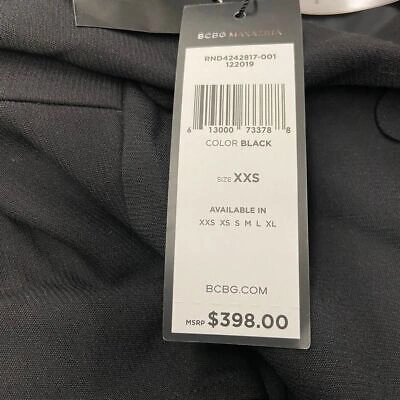 BCBG MAXAZRIA
RND4242817-001
122019
6 13000 73378 8
COLOR BLACK
SIZE XXS
AVAILABLE IN
XXS XS S M L XL
BCBG.COM
MSRP $398.00